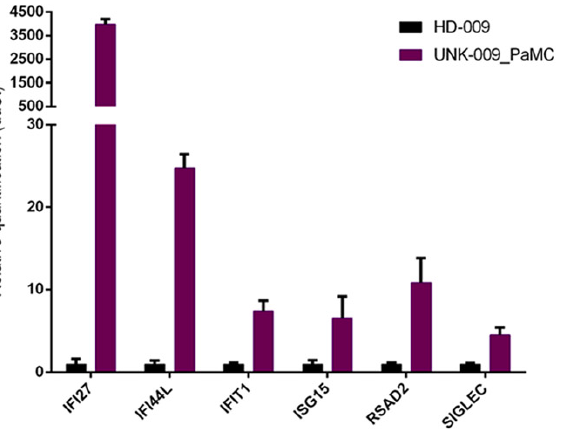 4500
3500
2500
1500
500
30
20
10
0
HD-009
UNK-009_PaMC
IFI27
IFI44L
IFIT1
ISG15
RSAD2
SIGLEC